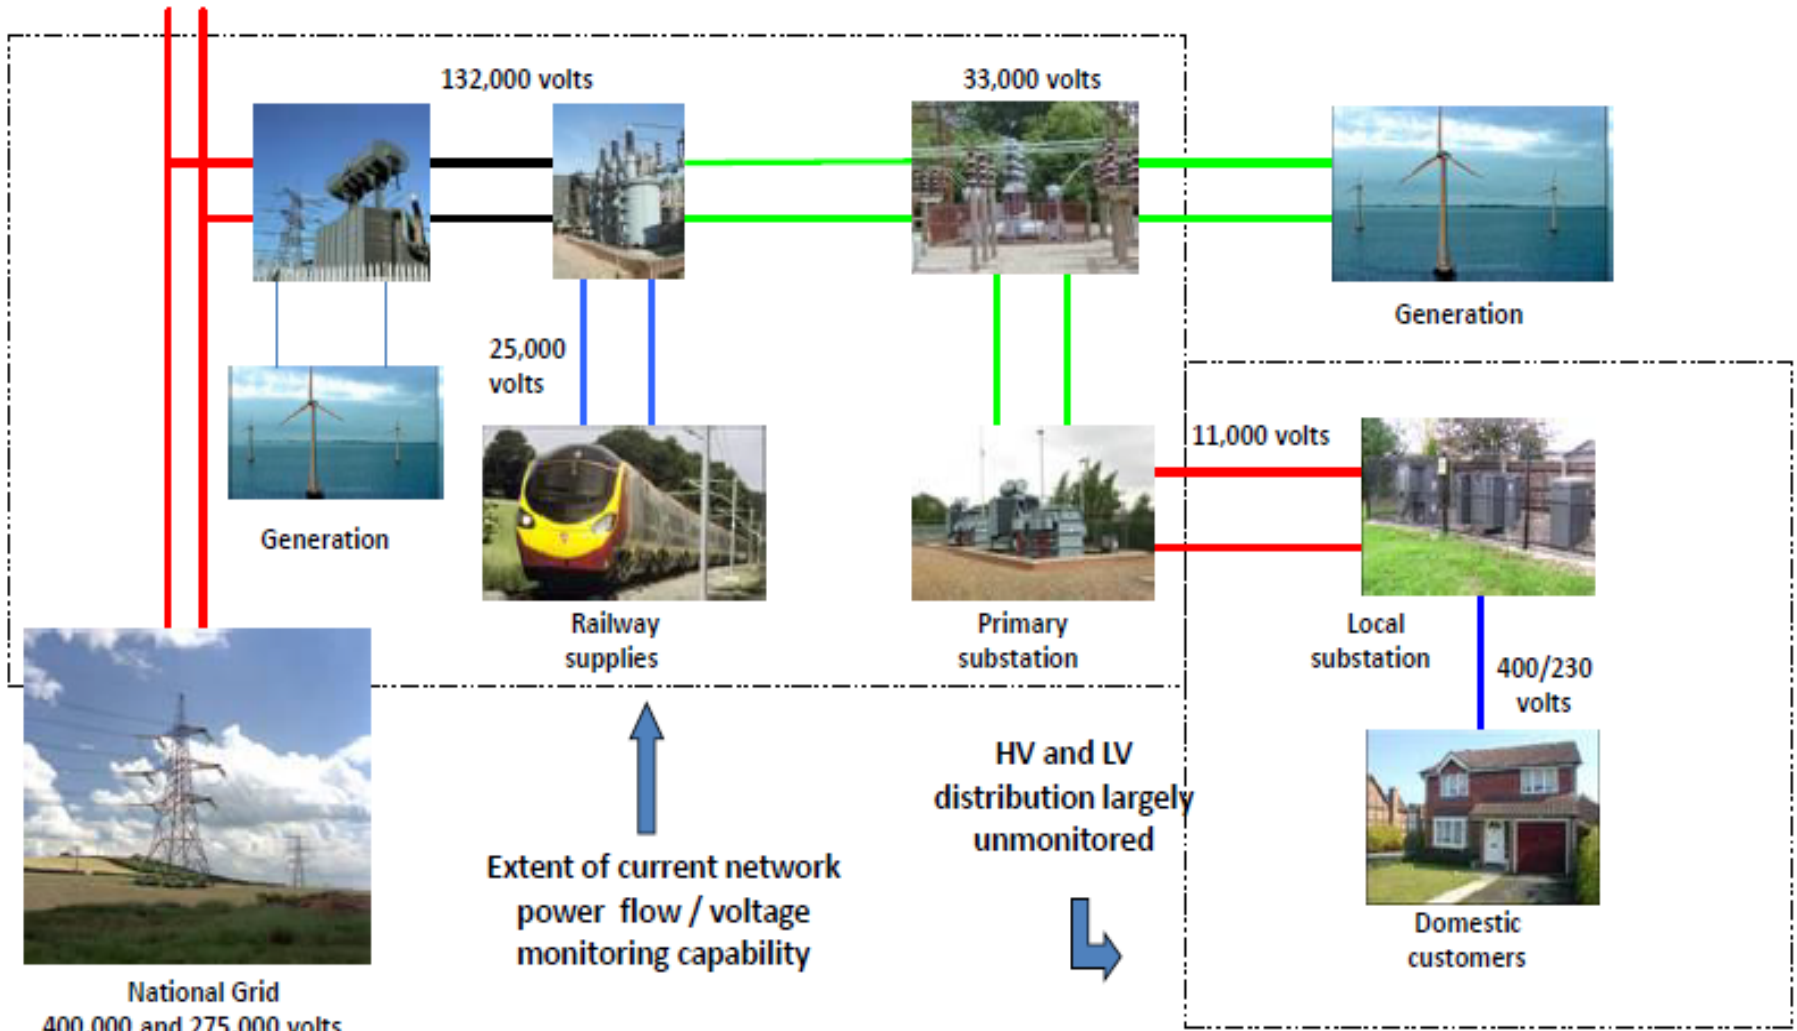 132,000 volts
33,000 volts
Generation
25,000
volts
11,000 volts
Generation
Railway
supplies
Primary
substation
Local
substation
400/230
volts
HV and LV
distribution largely
unmonitored
Extent of current network
power flow / voltage
monitoring capability
Domestic
customers
National Grid
400,000 and 275,000 volts